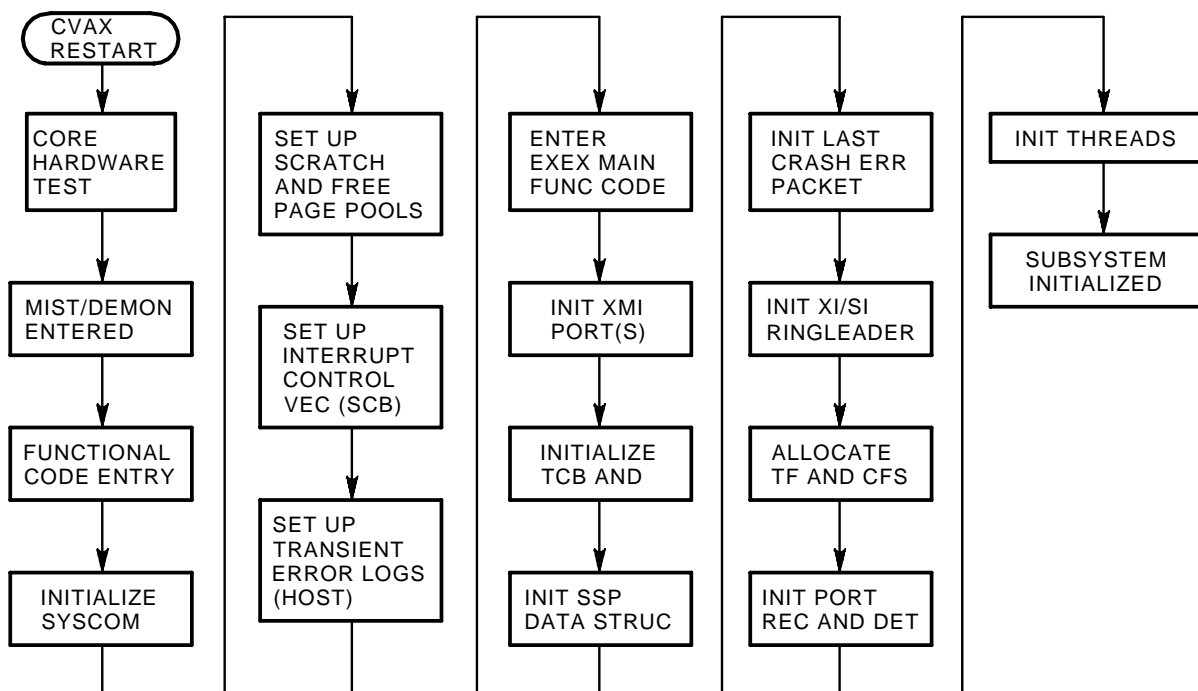 CVAX
RESTART
CORE
HARDWARE
TEST
MIST/DEMON
ENTERED
FUNCTIONAL
CODE ENTRY
INITIALIZE
SYSCOM
SET UP
SCRATCH
AND FREE
PAGE POOLS
SET UP
INTERRUPT
CONTROL
VEC (SCB)
SET UP
TRANSIENT
ERROR LOGS
(HOST)
ENTER
EXEX MAIN
FUNC CODE
INIT XMI
PORT(S)
INITIALIZE
TCB AND
INIT SSP
DATA STRUC
INIT LAST
CRASH ERR
PACKET
INIT XI/SI
RINGLEADER
ALLOCATE
TF AND CFS
INIT PORT
REC AND DET
INIT THREADS
SUBSYSTEM
INITIALIZED